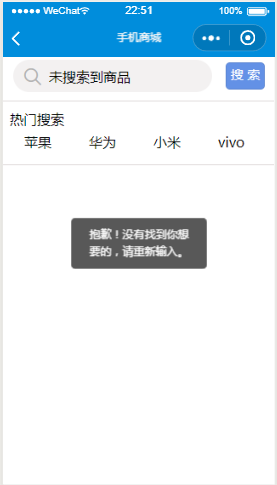 WeChat 22:51 100%
手机商城
未搜索到商品 搜 索
热门搜索
苹果 华为 小米 vivo
抱歉！没有找到你想
要的，请重新输入。